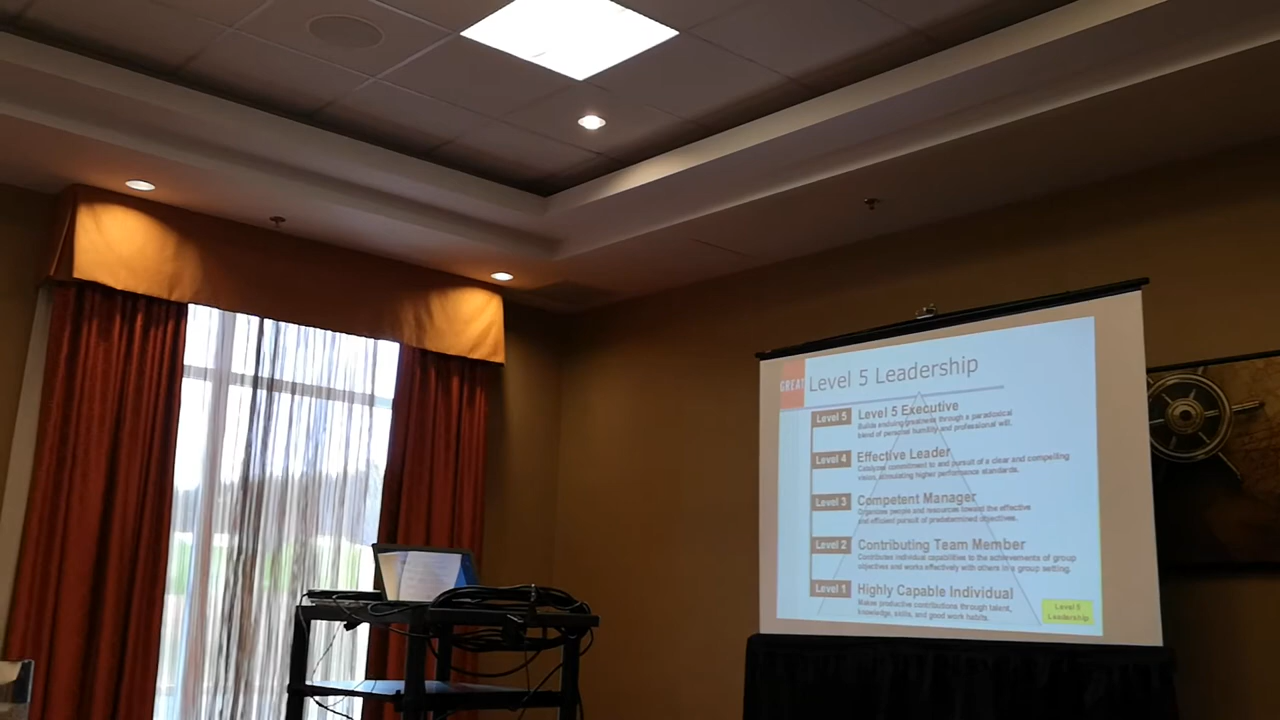 GREAT
Level 5 Leadership
Level 5
Level 5 Executive
Builds enduring greatness through a paradoxical
blend of personal humility and professional will.
Level 4
Effective Leader
Catalyzes commitment to and pursuit of a clear and compelling
vision, stimulating higher performance standards.
Level 3
Competent Manager
Organizes people and resources toward the effective
and efficient pursuit of predetermined objectives.
Level 2
Contributing Team Member
Contributes individual capabilities to the achievements of group
objectives and works effectively with others in a group setting.
Level 1
Highly Capable Individual
Makes productive contributions through talent,
knowledge, skills, and good work habits.
Level 5
Leadership